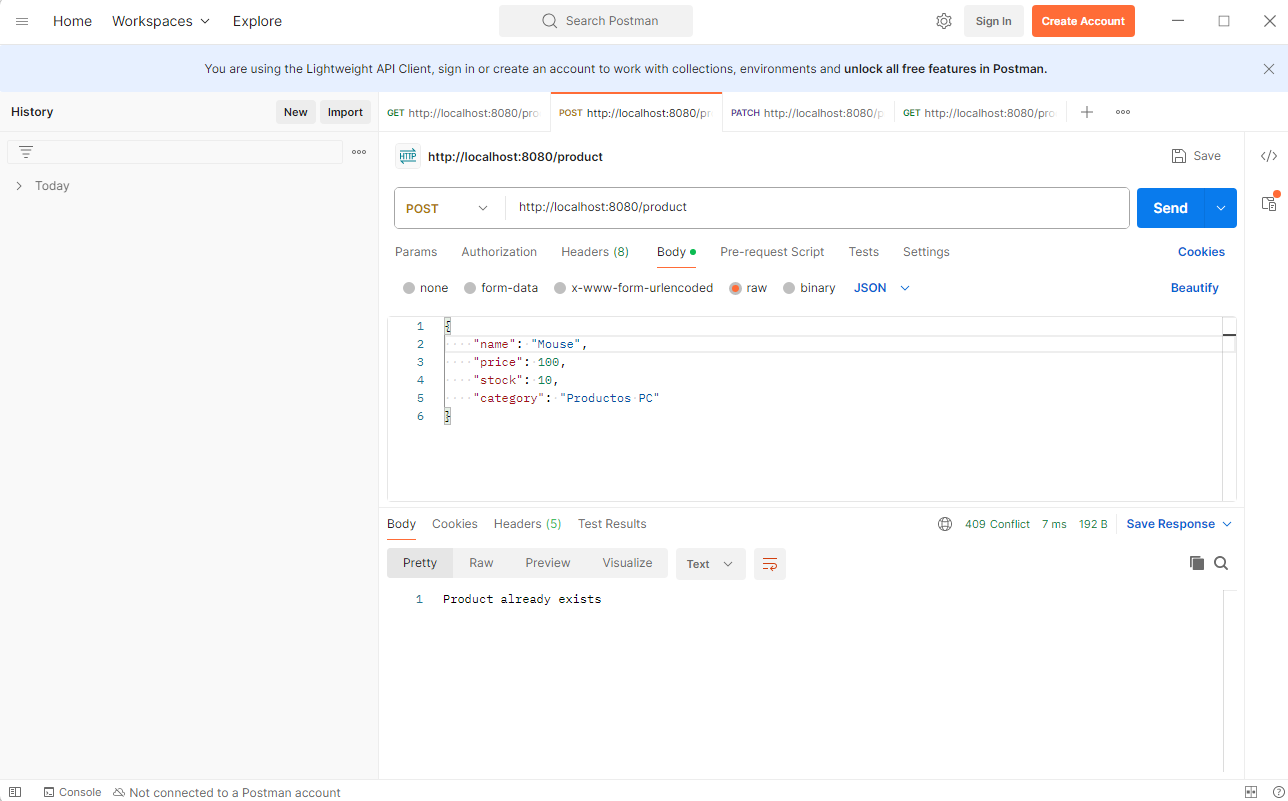 Home Workspaces Explore Search Postman Sign In Create Account
You are using the Lightweight API Client, sign in or create an account to work with collections, environments and unlock all free features in Postman.
History New Import GET http://localhost:8080/pro POST http://localhost:8080/pr PATCH http://localhost:8080/p GET http://localhost:8080/pro
HTTP http://localhost:8080/product Save </>
Today
POST http://localhost:8080/product Send
Params Authorization Headers (8) Body Pre-request Script Tests Settings Cookies
none form-data x-www-form-urlencoded raw binary JSON Beautify
1 {
2 "name": "Mouse",
3 "price": 100,
4 "stock": 10,
5 "category": "Productos PC"
6 }
Body Cookies Headers (5) Test Results 409 Conflict 7 ms 192 B Save Response
Pretty Raw Preview Visualize Text
1 Product already exists
Console Not connected to a Postman account